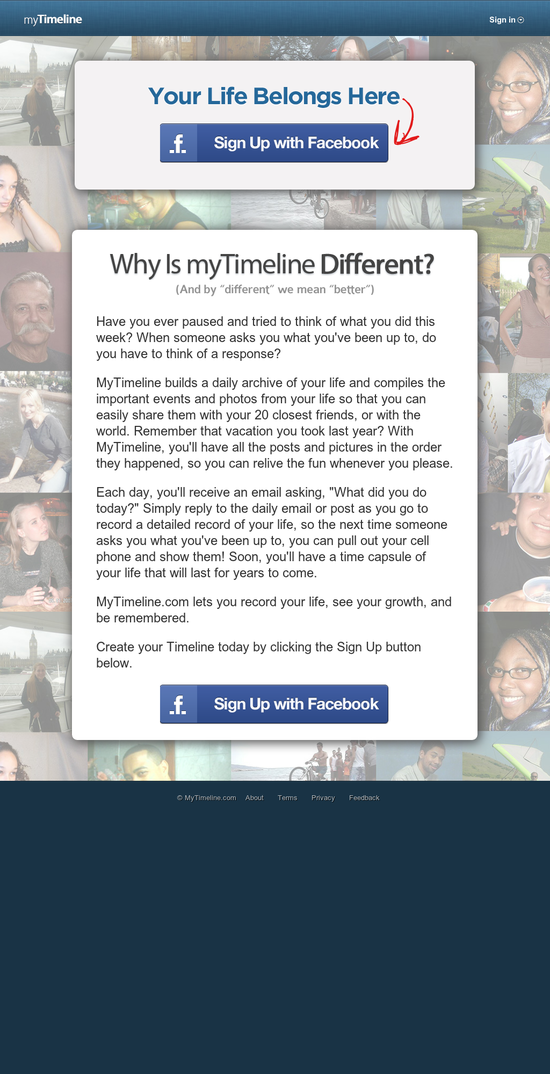 myTimeline
Sign in
Your Life Belongs Here
f Sign Up with Facebook
Why Is myTimeline Different?
(And by “different” we mean “better”)
Have you ever paused and tried to think of what you did this
week? When someone asks you what you've been up to, do
you have to think of a response?
MyTimeline builds a daily archive of your life and compiles the
important events and photos from your life so that you can
easily share them with your 20 closest friends, or with the
world. Remember that vacation you took last year? With
MyTimeline, you'll have all the posts and pictures in the order
they happened, so you can relive the fun whenever you please.
Each day, you'll receive an email asking, "What did you do
today?" Simply reply to the daily email or post as you go to
record a detailed record of your life, so the next time someone
asks you what you've been up to, you can pull out your cell
phone and show them! Soon, you'll have a time capsule of
your life that will last for years to come.
MyTimeline.com lets you record your life, see your growth, and
be remembered.
Create your Timeline today by clicking the Sign Up button
below.
f Sign Up with Facebook
© MyTimeline.com About Terms Privacy Feedback